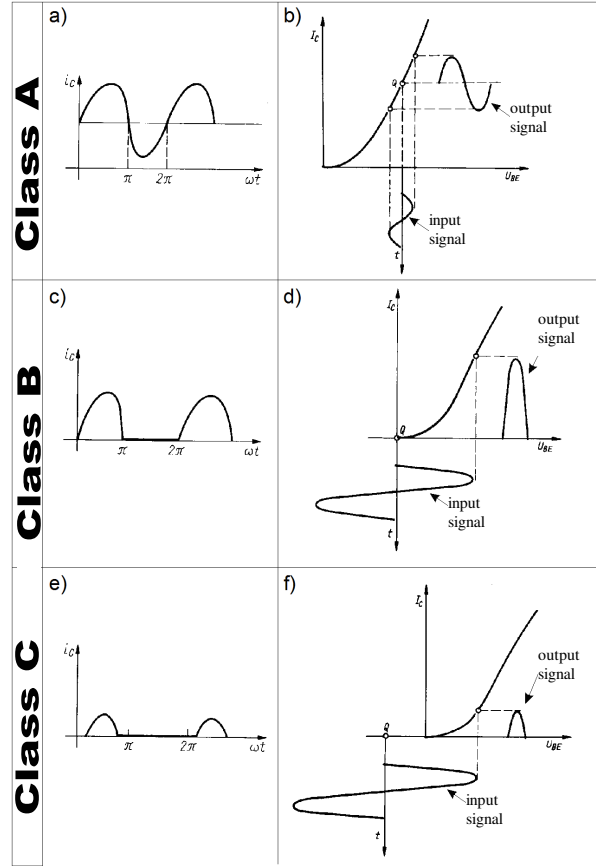 Class A
a)
i_C
π
2π
ωt
b)
I_C
Q
output
signal
U_BE
input
signal
t
Class B
c)
i_C
π
2π
ωt
d)
I_C
output
signal
Q
U_BE
input
signal
t
Class C
e)
i_C
π
2π
ωt
f)
I_C
output
signal
Q
U_BE
input
signal
t